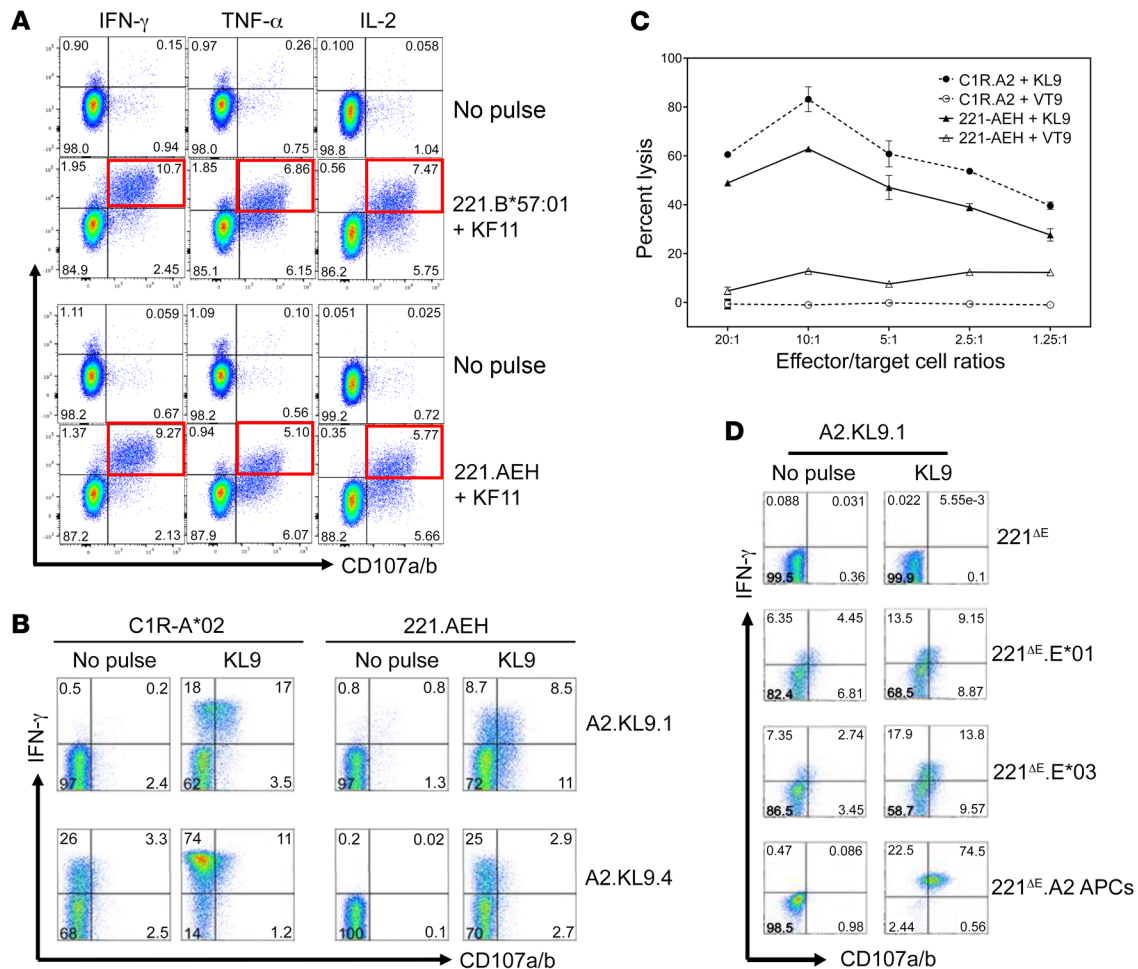 A
IFN-γ TNF-α IL-2
0.90 0.15 0.97 0.26 0.100 0.058
No pulse
98.0 0.94 98.0 0.75 98.8 1.04
1.95 10.7 1.85 6.86 0.56 7.47
221.B*57:01
+ KF11
84.9 2.45 85.1 6.15 86.2 5.75
1.11 0.059 1.09 0.10 0.051 0.025
No pulse
98.2 0.67 98.2 0.56 99.2 0.72
1.37 9.27 0.94 5.10 0.35 5.77
221.AEH
+ KF11
87.2 2.13 87.9 6.07 88.2 5.66
CD107a/b
B
C1R-A*02 221.AEH
No pulse KL9 No pulse KL9
IFN-γ
0.5 0.2 18 17 0.8 0.8 8.7 8.5
A2.KL9.1
97 2.4 62 3.5 97 1.3 72 11
26 3.3 74 11 0.2 0.02 25 2.9
A2.KL9.4
68 2.5 14 1.2 100 0.1 70 2.7
CD107a/b
C
Percent lysis
100
80
60
40
20
0
C1R.A2 + KL9
C1R.A2 + VT9
221-AEH + KL9
221-AEH + VT9
20:1 10:1 5:1 2.5:1 1.25:1
Effector/target cell ratios
D
A2.KL9.1
No pulse KL9
IFN-γ
0.088 0.031 0.022 5.55e-3
221ΔE
99.5 0.36 99.9 0.1
6.35 4.45 13.5 9.15
221ΔE.E*01
82.4 6.81 68.5 8.87
7.35 2.74 17.9 13.8
221ΔE.E*03
86.5 3.45 58.7 9.57
0.47 0.086 22.5 74.5
221ΔE.A2 APCs
98.5 0.98 2.44 0.56
CD107a/b